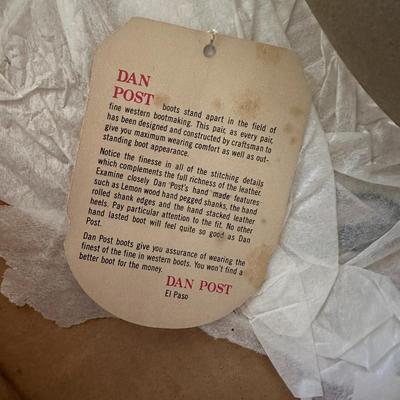 DAN
POST boots stand apart in the field of
fine western bootmaking. This pair, as every pair,
has been designed and constructed by craftsman to
give you maximum wearing comfort as well as out-
standing boot appearance.
Notice the finesse in all of the stitching details
which complements the full richness of the leather.
Examine closely Dan Post's hand made features
such as Lemon wood hand pegged shanks, the hand
rolled shank edges and the hand stacked leather
heels. Pay particular attention to the fit. No other
hand lasted boot will feel quite so good as Dan
Post.
Dan Post boots give you assurance of wearing the
finest of the fine in western boots. You won't find a
better boot for the money.
DAN POST
El Paso